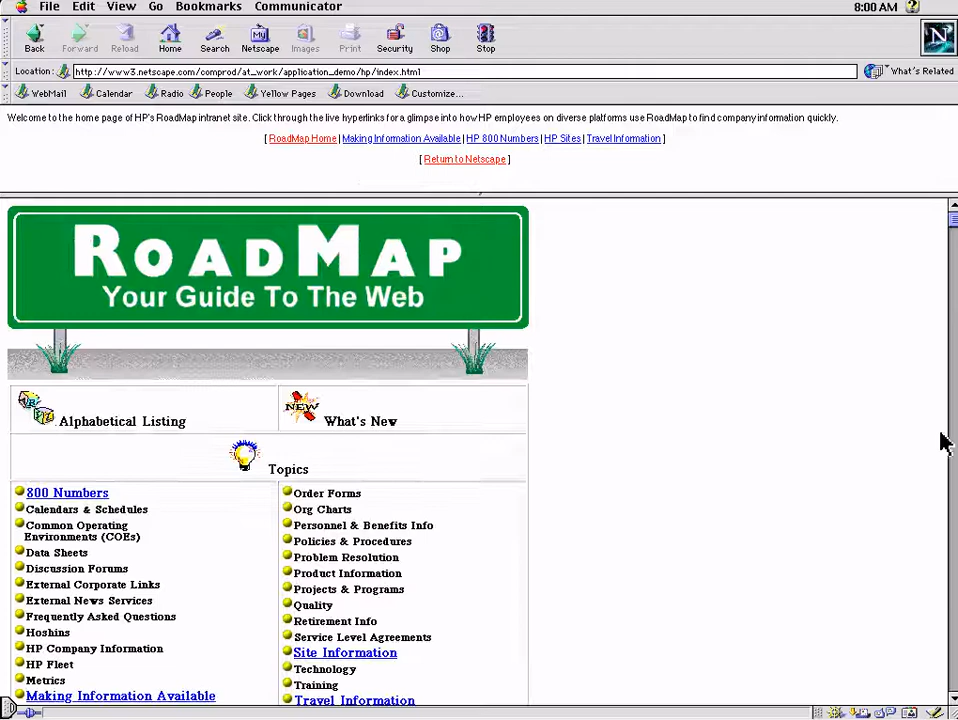 File Edit View Go Bookmarks Communicator 8:00 AM
Back Forward Reload Home Search Netscape Images Print Security Shop Stop
Location: http://www3.netscape.com/comprod/at_work/application_demo/hp/index.html What's Related
WebMail Calendar Radio People Yellow Pages Download Customize...
Welcome to the home page of HP's RoadMap intranet site. Click through the live hyperlinks for a glimpse into how HP employees on diverse platforms use RoadMap to find company information quickly.
[ RoadMap Home | Making Information Available | HP 800 Numbers | HP Sites | Travel Information ]
[ Return to Netscape ]
ROADMAP
Your Guide To The Web
Alphabetical Listing
NEW What's New
Topics
800 Numbers
Calendars & Schedules
Common Operating
Environments (COEs)
Data Sheets
Discussion Forums
External Corporate Links
External News Services
Frequently Asked Questions
Hoshins
HP Company Information
HP Fleet
Metrics
Making Information Available
Order Forms
Org Charts
Personnel & Benefits Info
Policies & Procedures
Problem Resolution
Product Information
Projects & Programs
Quality
Retirement Info
Service Level Agreements
Site Information
Technology
Training
Travel Information